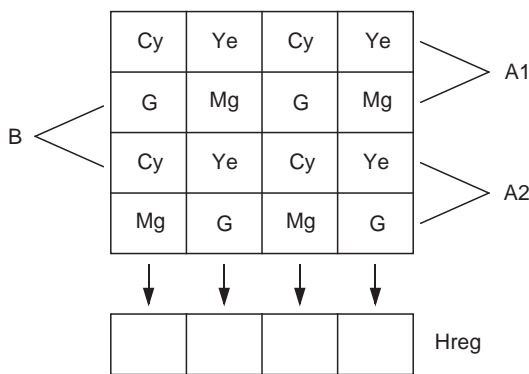 Cy Ye Cy Ye
A1
G Mg G Mg
B
Cy Ye Cy Ye
A2
Mg G Mg G
Hreg